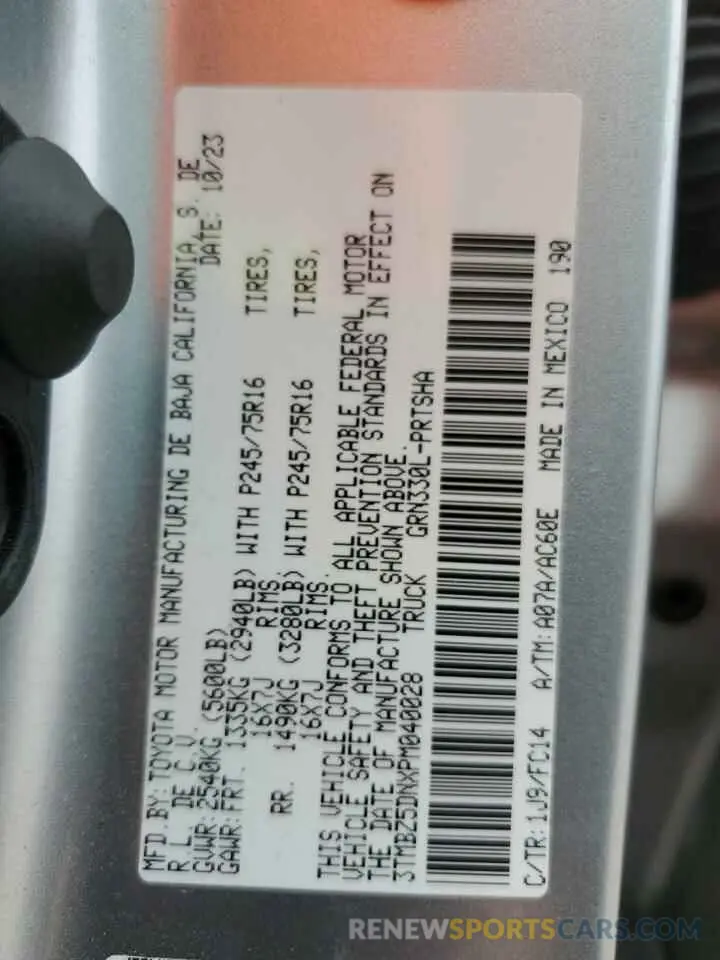 MFD. BY: TOYOTA MOTOR MANUFACTURING DE BAJA CALIFORNIA, S. DE
R L. DE C.V. DATE: 10/23
GVWR: 2540KG (5600LB)
GAWR: FRT. 1335KG (2940LB) WITH P245/75R16 TIRES,
16X7J RIMS.
RR. 1490KG (3280LB) WITH P245/75R16 TIRES,
16X7J RIMS.
THIS VEHICLE CONFORMS TO ALL APPLICABLE FEDERAL MOTOR
VEHICLE SAFETY AND THEFT PREVENTION STANDARDS IN EFFECT ON
THE DATE OF MANUFACTURE SHOWN ABOVE.
3TMBZ5DNXPM040028 TRUCK GRN330L-PRTSHA
C/TR: 1J9/FC14 A/TM: A07A/AC60E MADE IN MEXICO 190
RENEWSPORTSCARS.COM